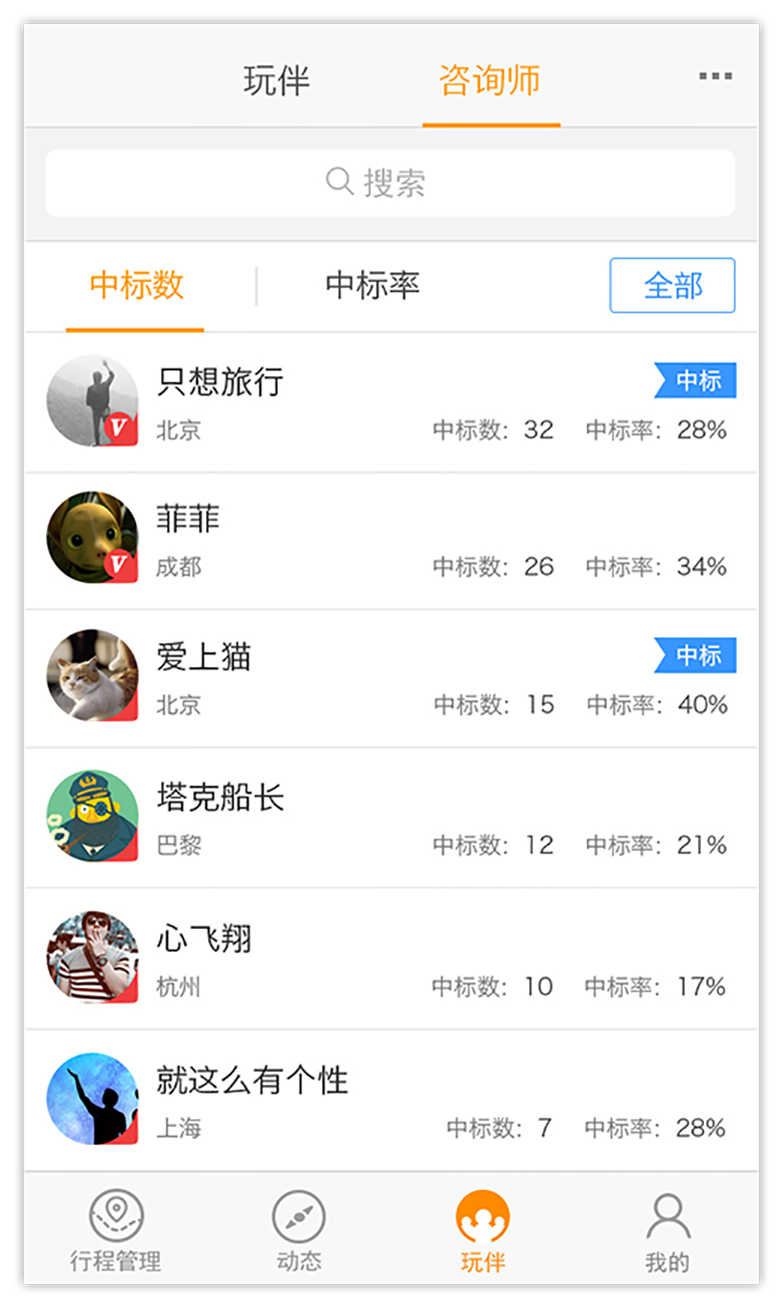 玩伴 咨询师
搜索
中标数 中标率 全部
只想旅行 中标
北京 中标数：32 中标率：28%
菲菲
成都 中标数：26 中标率：34%
爱上猫 中标
北京 中标数：15 中标率：40%
塔克船长
巴黎 中标数：12 中标率：21%
心飞翔
杭州 中标数：10 中标率：17%
就这么有个性
上海 中标数：7 中标率：28%
行程管理 动态 玩伴 我的